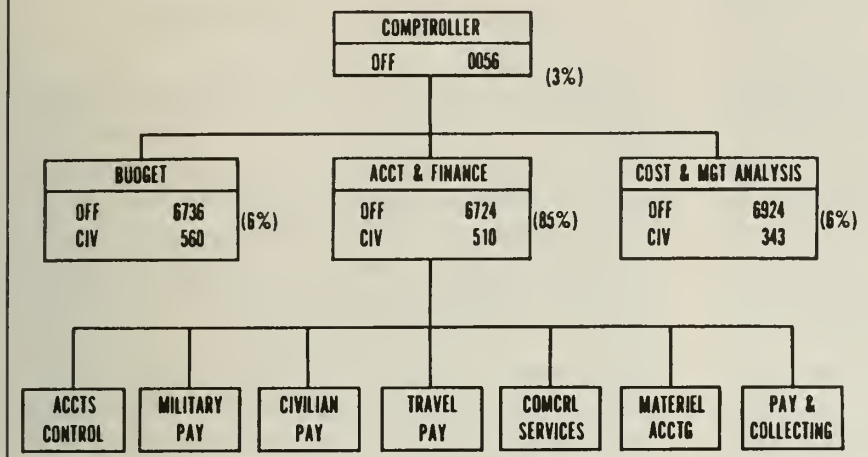 COMPTROLLER
OFF 0056
(3%)
BUDGET
OFF 6736
CIV 560
(6%)
ACCT & FINANCE
OFF 6724
CIV 510
(85%)
COST & MGT ANALYSIS
OFF 6924
CIV 343
(6%)
ACCTS
CONTROL
MILITARY
PAY
CIVILIAN
PAY
TRAVEL
PAY
COMCRL
SERVICES
MATERIEL
ACCTG
PAY &
COLLECTING